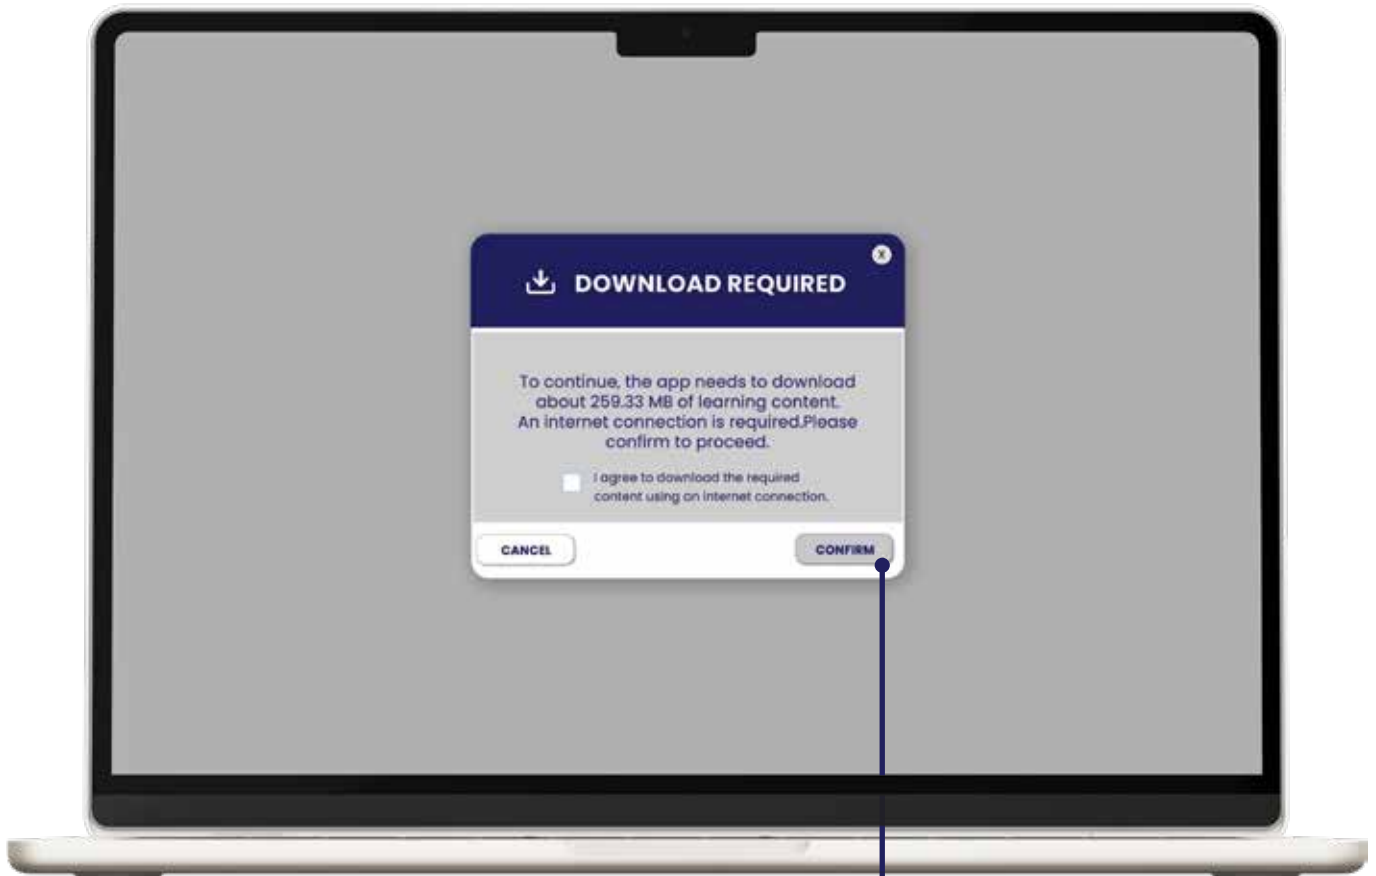 X
DOWNLOAD REQUIRED
To continue, the app needs to download
about 259.33 MB of learning content.
An internet connection is required.Please
confirm to proceed.
I agree to download the required
content using an internet connection.
CANCEL
CONFIRM